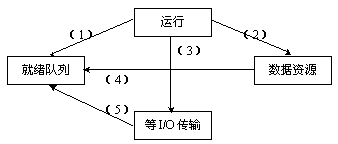 运行
（1）
（2）
（3）
就绪队列
数据资源
（4）
（5）
等I/O传输